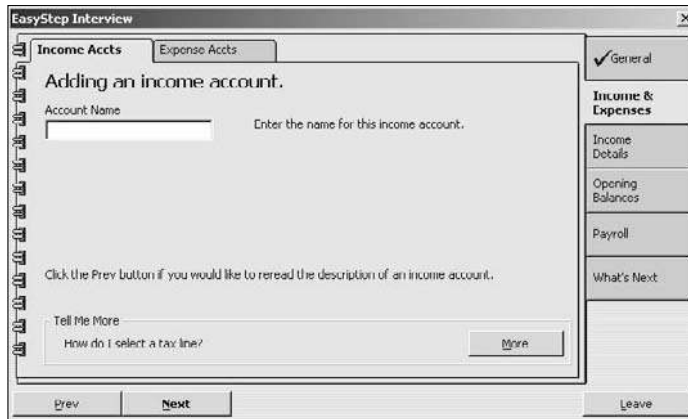 EasyStep Interview
Income Accts
Expense Accts
Adding an income account.
Account Name
Enter the name for this income account.
Click the Prev button if you would like to reread the description of an income account.
Tell Me More
How do I select a tax line?
More
Prev
Next
General
Income &
Expenses
Income
Details
Opening
Balances
Payroll
What's Next
Leave